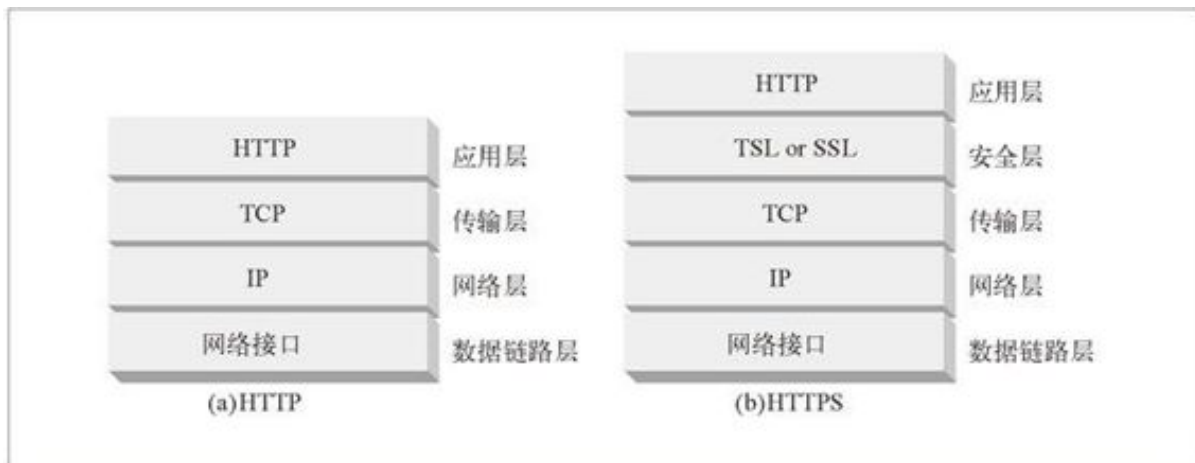 HTTP 应用层
TCP 传输层
IP 网络层
网络接口 数据链路层
(a)HTTP
HTTP 应用层
TSL or SSL 安全层
TCP 传输层
IP 网络层
网络接口 数据链路层
(b)HTTPS